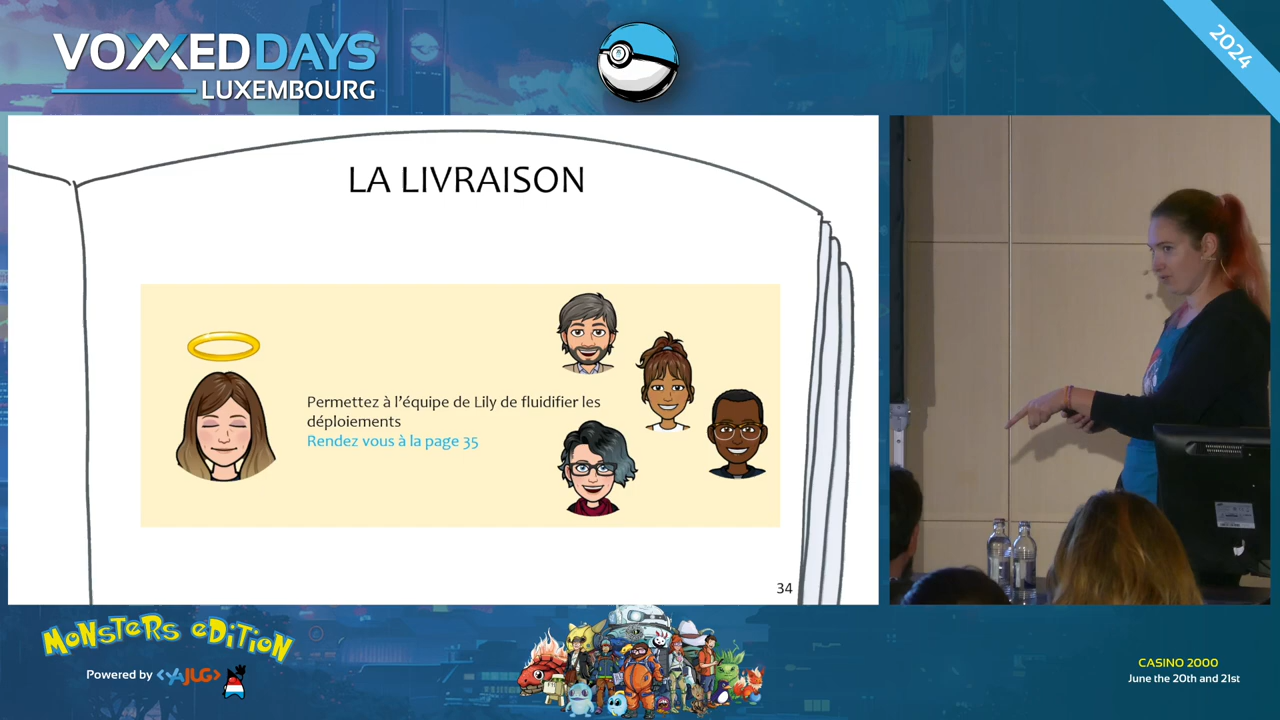 VOXXEDDAYS
LUXEMBOURG
2024
LA LIVRAISON
Permettez à l’équipe de Lily de fluidifier les
déploiements
Rendez vous à la page 35
34
MONSTERS EDITION
Powered by <YAJUG>
CASINO 2000
June the 20th and 21st